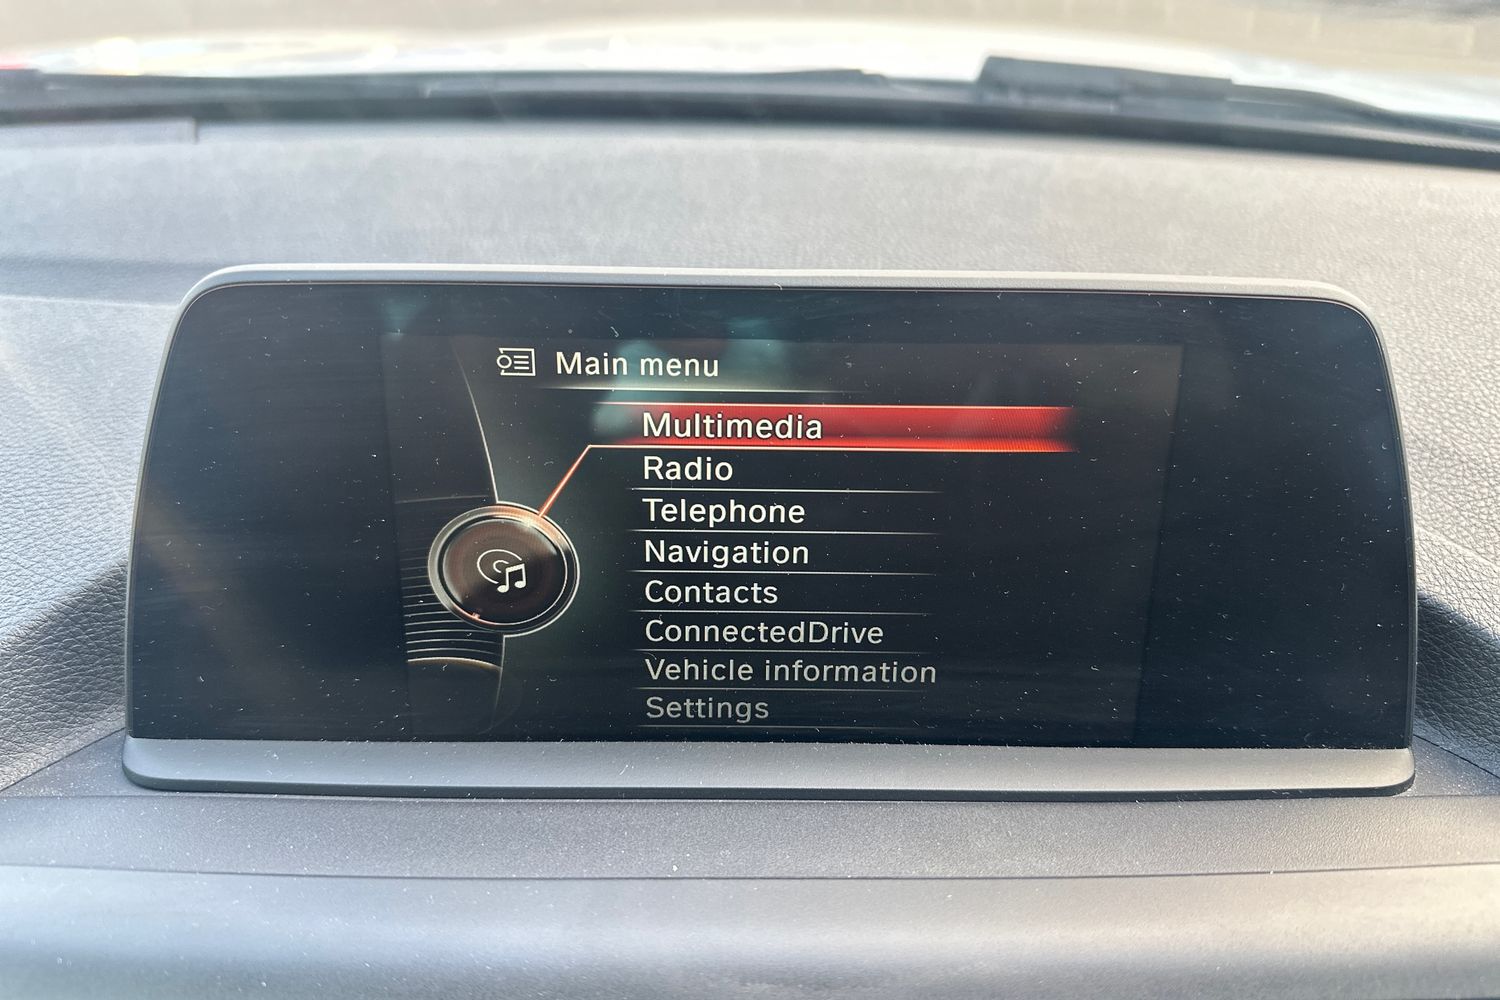 Main menu
Multimedia
Radio
Telephone
Navigation
Contacts
ConnectedDrive
Vehicle information
Settings